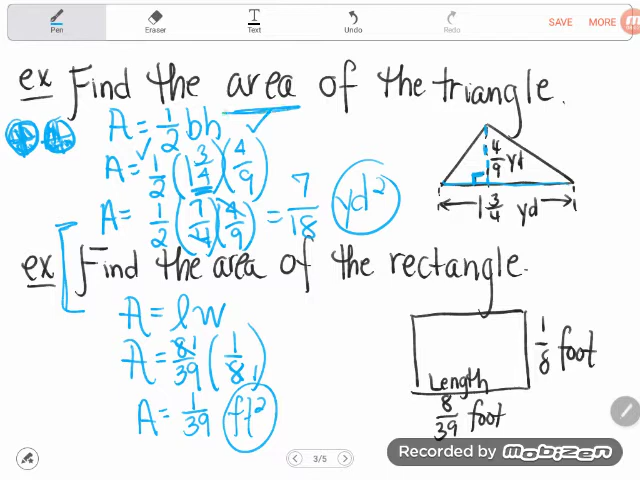 Pen
Eraser
Text
Undo
Redo
SAVE
MORE
ex Find the area of the triangle.
A = 1/2 bh ✓
A = 1/2 (1 3/4)(4/9)
A = 1/2 (7/4)(4/9) = 7/18 yd²
4/9 yd
1 3/4 yd
ex Find the area of the rectangle.
A = lw
A = 8/39 (1/8)
A = 1/39 ft²
1/8 foot
Length
8/39 foot
3/5
Recorded by Mobizen